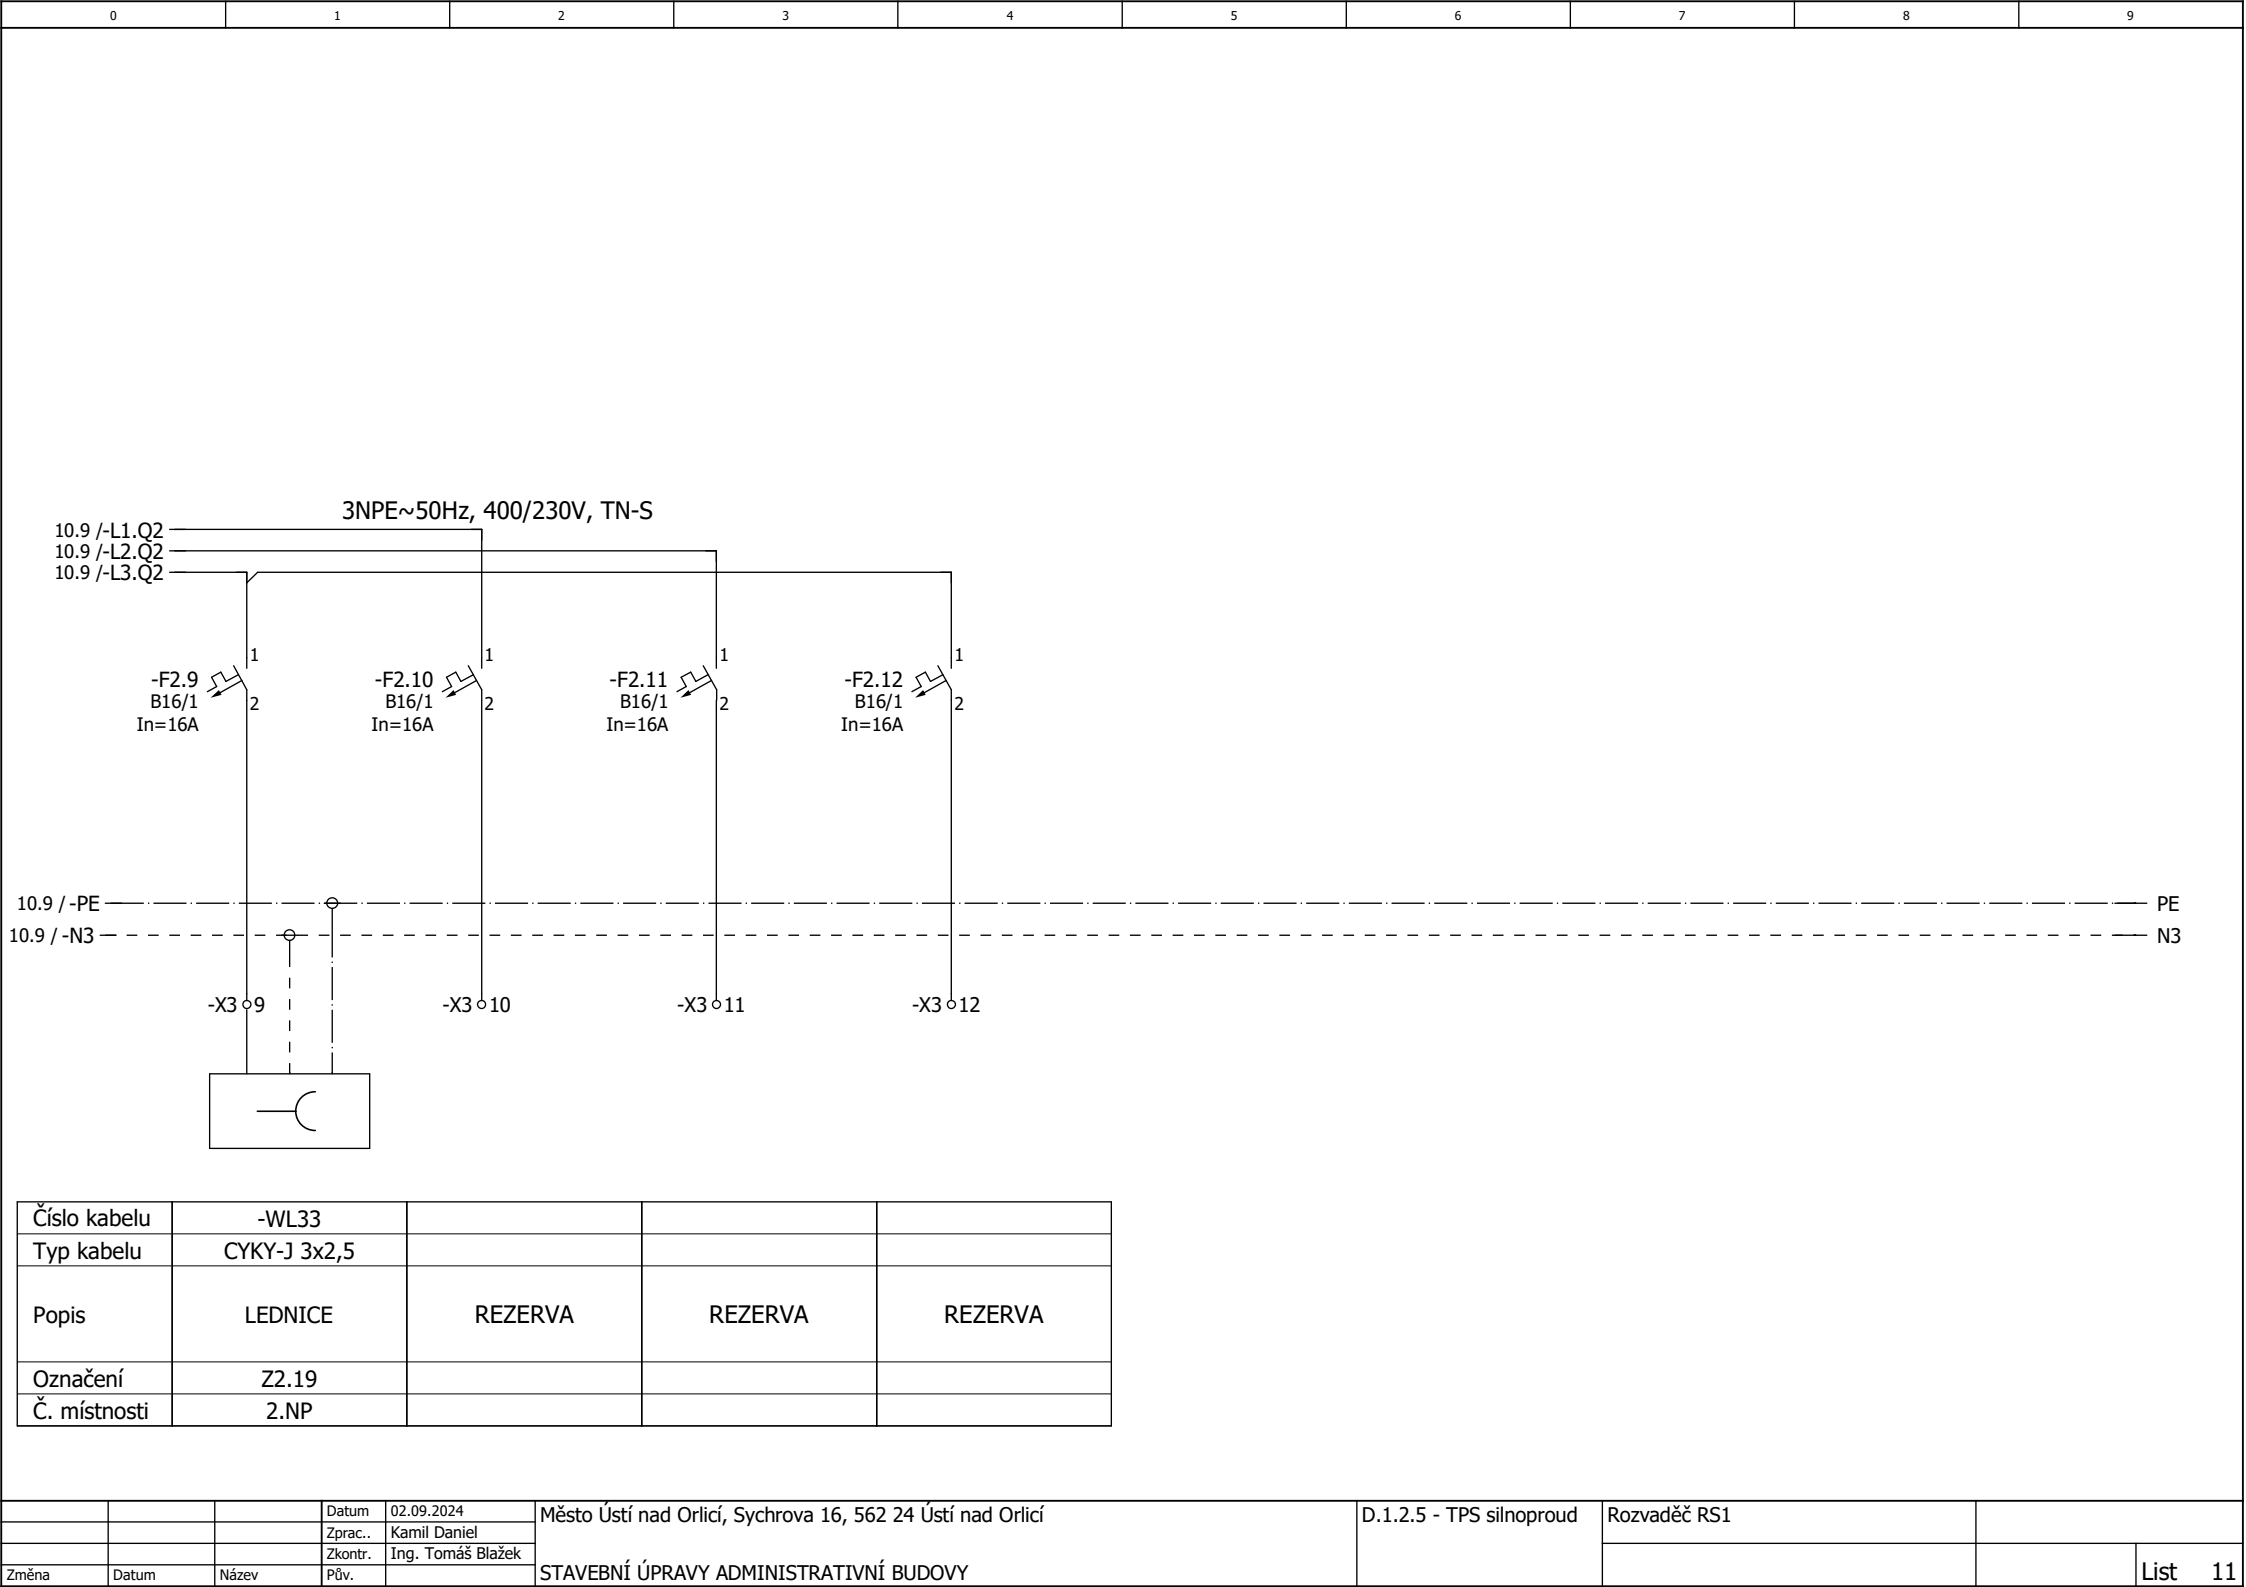 0 1 2 3 4 5 6 7 8 9
3NPE~50Hz, 400/230V, TN-S
10.9 /-L1.Q2
10.9 /-L2.Q2
10.9 /-L3.Q2
1 1 1 1
-F2.9 -F2.10 -F2.11 -F2.12
B16/1 2 B16/1 2 B16/1 2 B16/1 2
In=16A In=16A In=16A In=16A
10.9 / -PE PE
10.9 / -N3 N3
-X3 9 -X3 10 -X3 11 -X3 12
Číslo kabelu -WL33
Typ kabelu CYKY-J 3x2,5
Popis LEDNICE REZERVA REZERVA REZERVA
Označení Z2.19
Č. místnosti 2.NP
Datum 02.09.2024 Město Ústí nad Orlicí, Sychrova 16, 562 24 Ústí nad Orlicí D.1.2.5 - TPS silnoproud Rozvaděč RS1
Zprac.. Kamil Daniel
Zkontr. Ing. Tomáš Blažek
Změna Datum Název Pův. STAVEBNÍ ÚPRAVY ADMINISTRATIVNÍ BUDOVY List 11